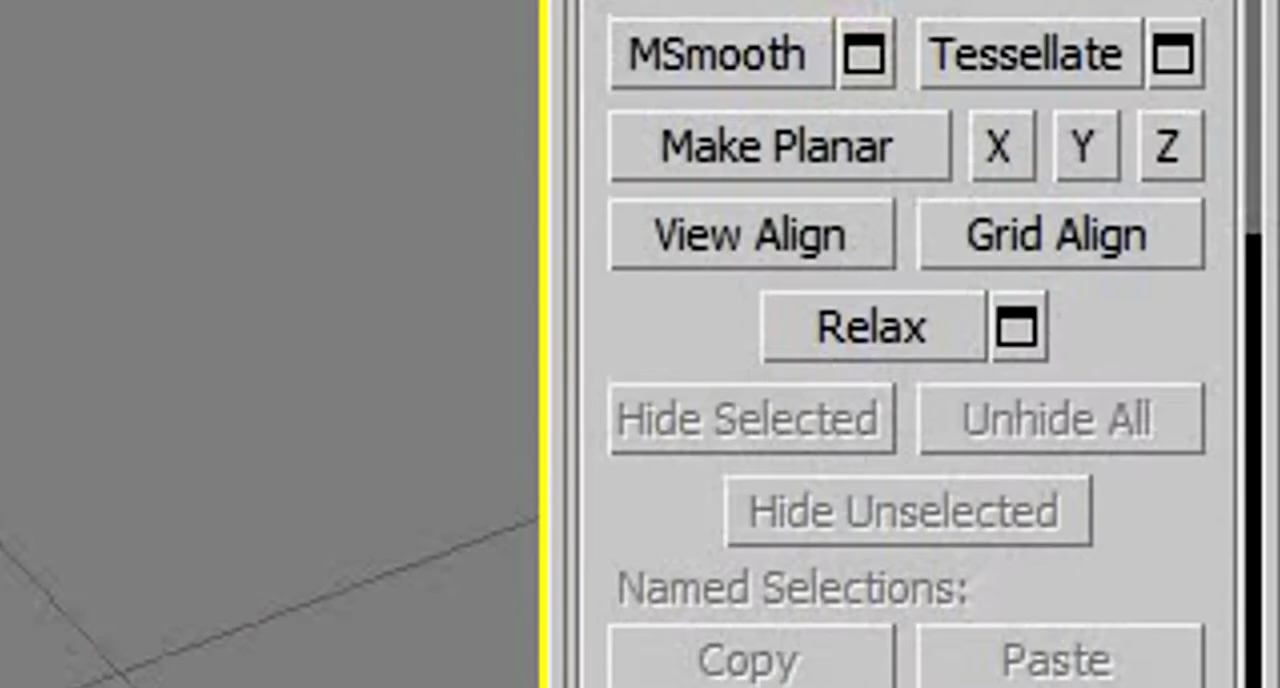 MSmooth Tessellate
Make Planar X Y Z
View Align Grid Align
Relax
Hide Selected Unhide All
Hide Unselected
Named Selections:
Copy Paste